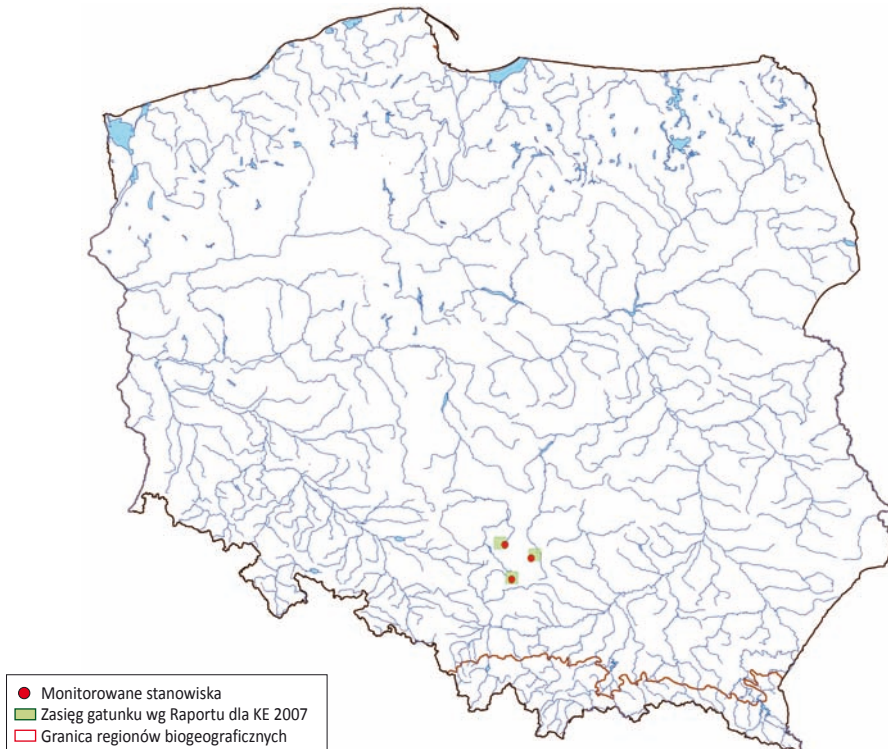 Monitorowane stanowiska
Zasięg gatunku wg Raportu dla KE 2007
Granica regionów biogeograficznych